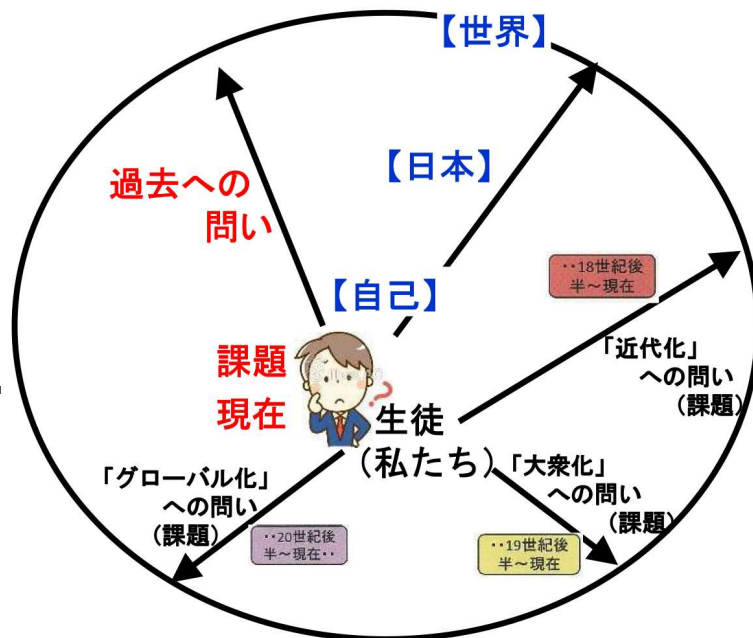 【世界】
【日本】
過去への
問い
【自己】
‥18世紀後
半～現在
課題
現在
「近代化」
への問い
(課題)
生徒
(私たち)
「グローバル化」
への問い
(課題)
「大衆化」
への問い
(課題)
‥20世紀後
半～現在‥
‥19世紀後
半～現在